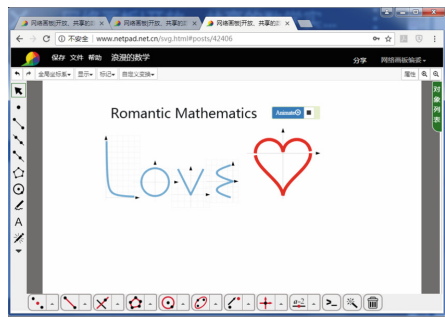 网络画板|开放、共享的 网络画板|开放、共享的 网络画板|开放、共享的
不安全 www.netpad.net.cn/svg.html#posts/42406
保存 文件 帮助 浪漫的数学 分享 网络画板编委
全局坐标系 显示 标记 自定义变换 属性
对象列表
Romantic Mathematics Animate
LOVE
A
a=2